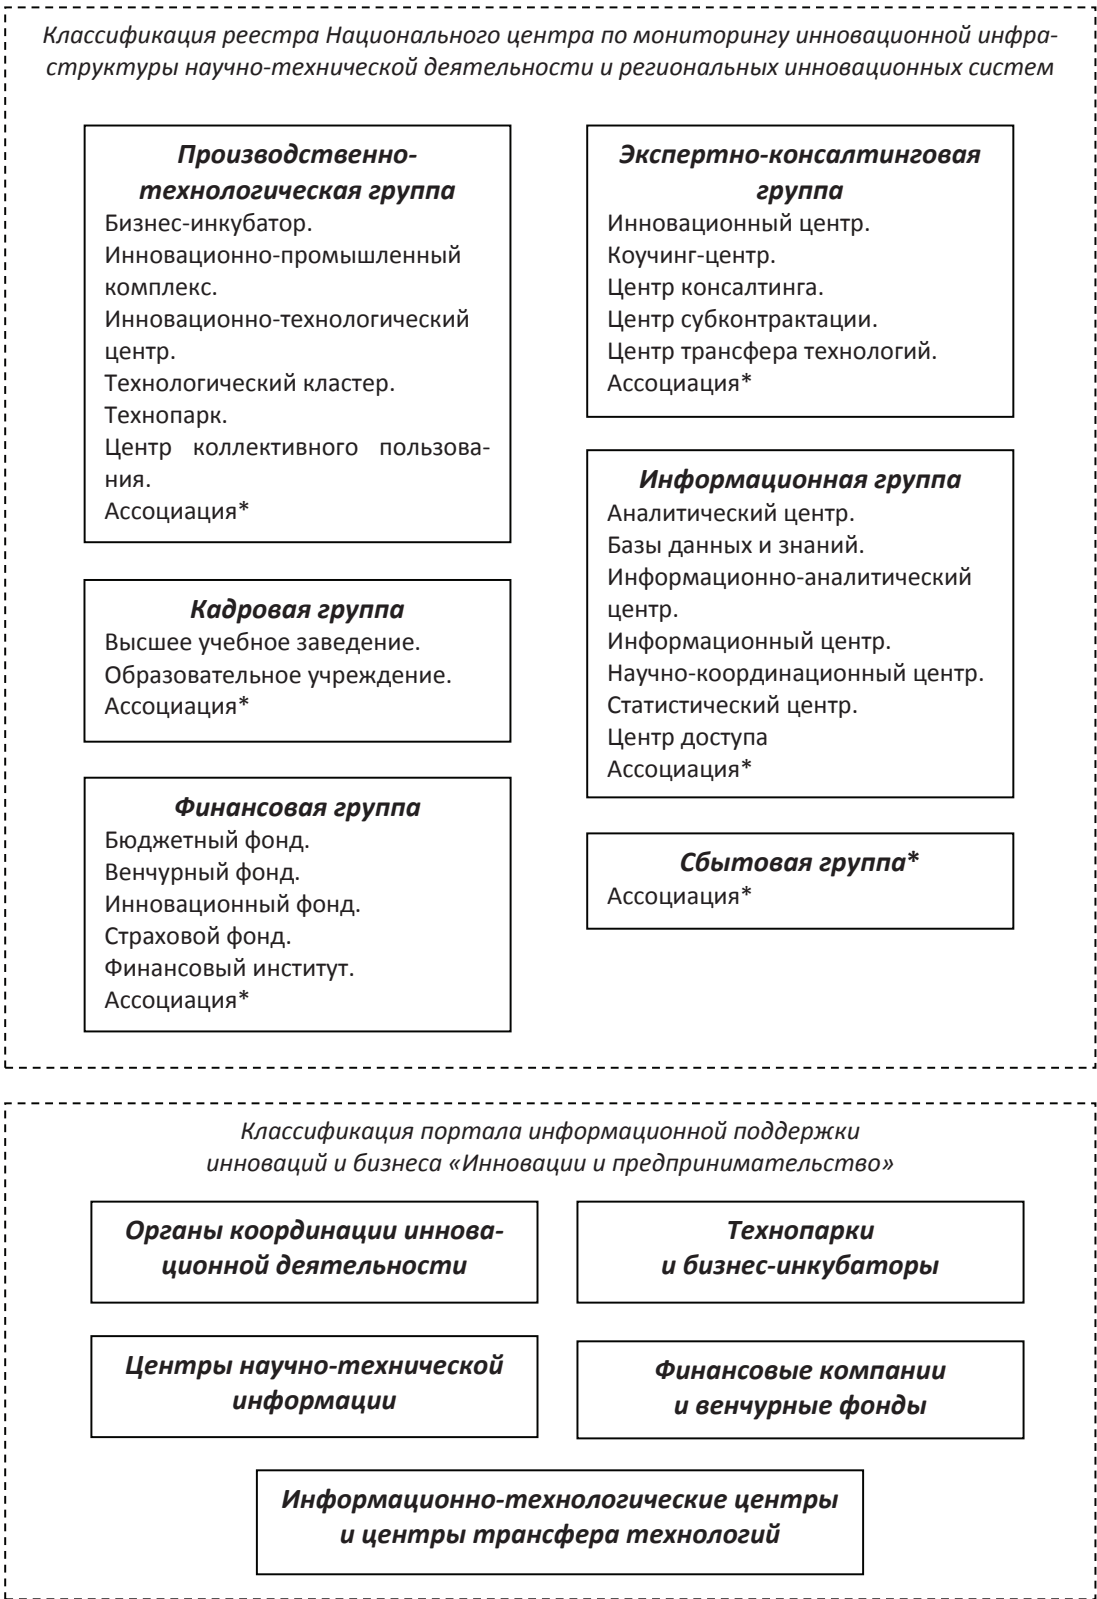 Классификация реестра Национального центра по мониторингу инновационной инфра-
структуры научно-технической деятельности и региональных инновационных систем
Производственно-
технологическая группа
Бизнес-инкубатор.
Инновационно-промышленный
комплекс.
Инновационно-технологический
центр.
Технологический кластер.
Технопарк.
Центр коллективного пользова-
ния.
Ассоциация*
Кадровая группа
Высшее учебное заведение.
Образовательное учреждение.
Ассоциация*
Финансовая группа
Бюджетный фонд.
Венчурный фонд.
Инновационный фонд.
Страховой фонд.
Финансовый институт.
Ассоциация*
Экспертно-консалтинговая
группа
Инновационный центр.
Коучинг-центр.
Центр консалтинга.
Центр субконтрактации.
Центр трансфера технологий.
Ассоциация*
Информационная группа
Аналитический центр.
Базы данных и знаний.
Информационно-аналитический
центр.
Информационный центр.
Научно-координационный центр.
Статистический центр.
Центр доступа
Ассоциация*
Сбытовая группа*
Ассоциация*
Классификация портала информационной поддержки
инноваций и бизнеса «Инновации и предпринимательство»
Органы координации иннова-
ционной деятельности
Технопарки
и бизнес-инкубаторы
Центры научно-технической
информации
Финансовые компании
и венчурные фонды
Информационно-технологические центры
и центры трансфера технологий